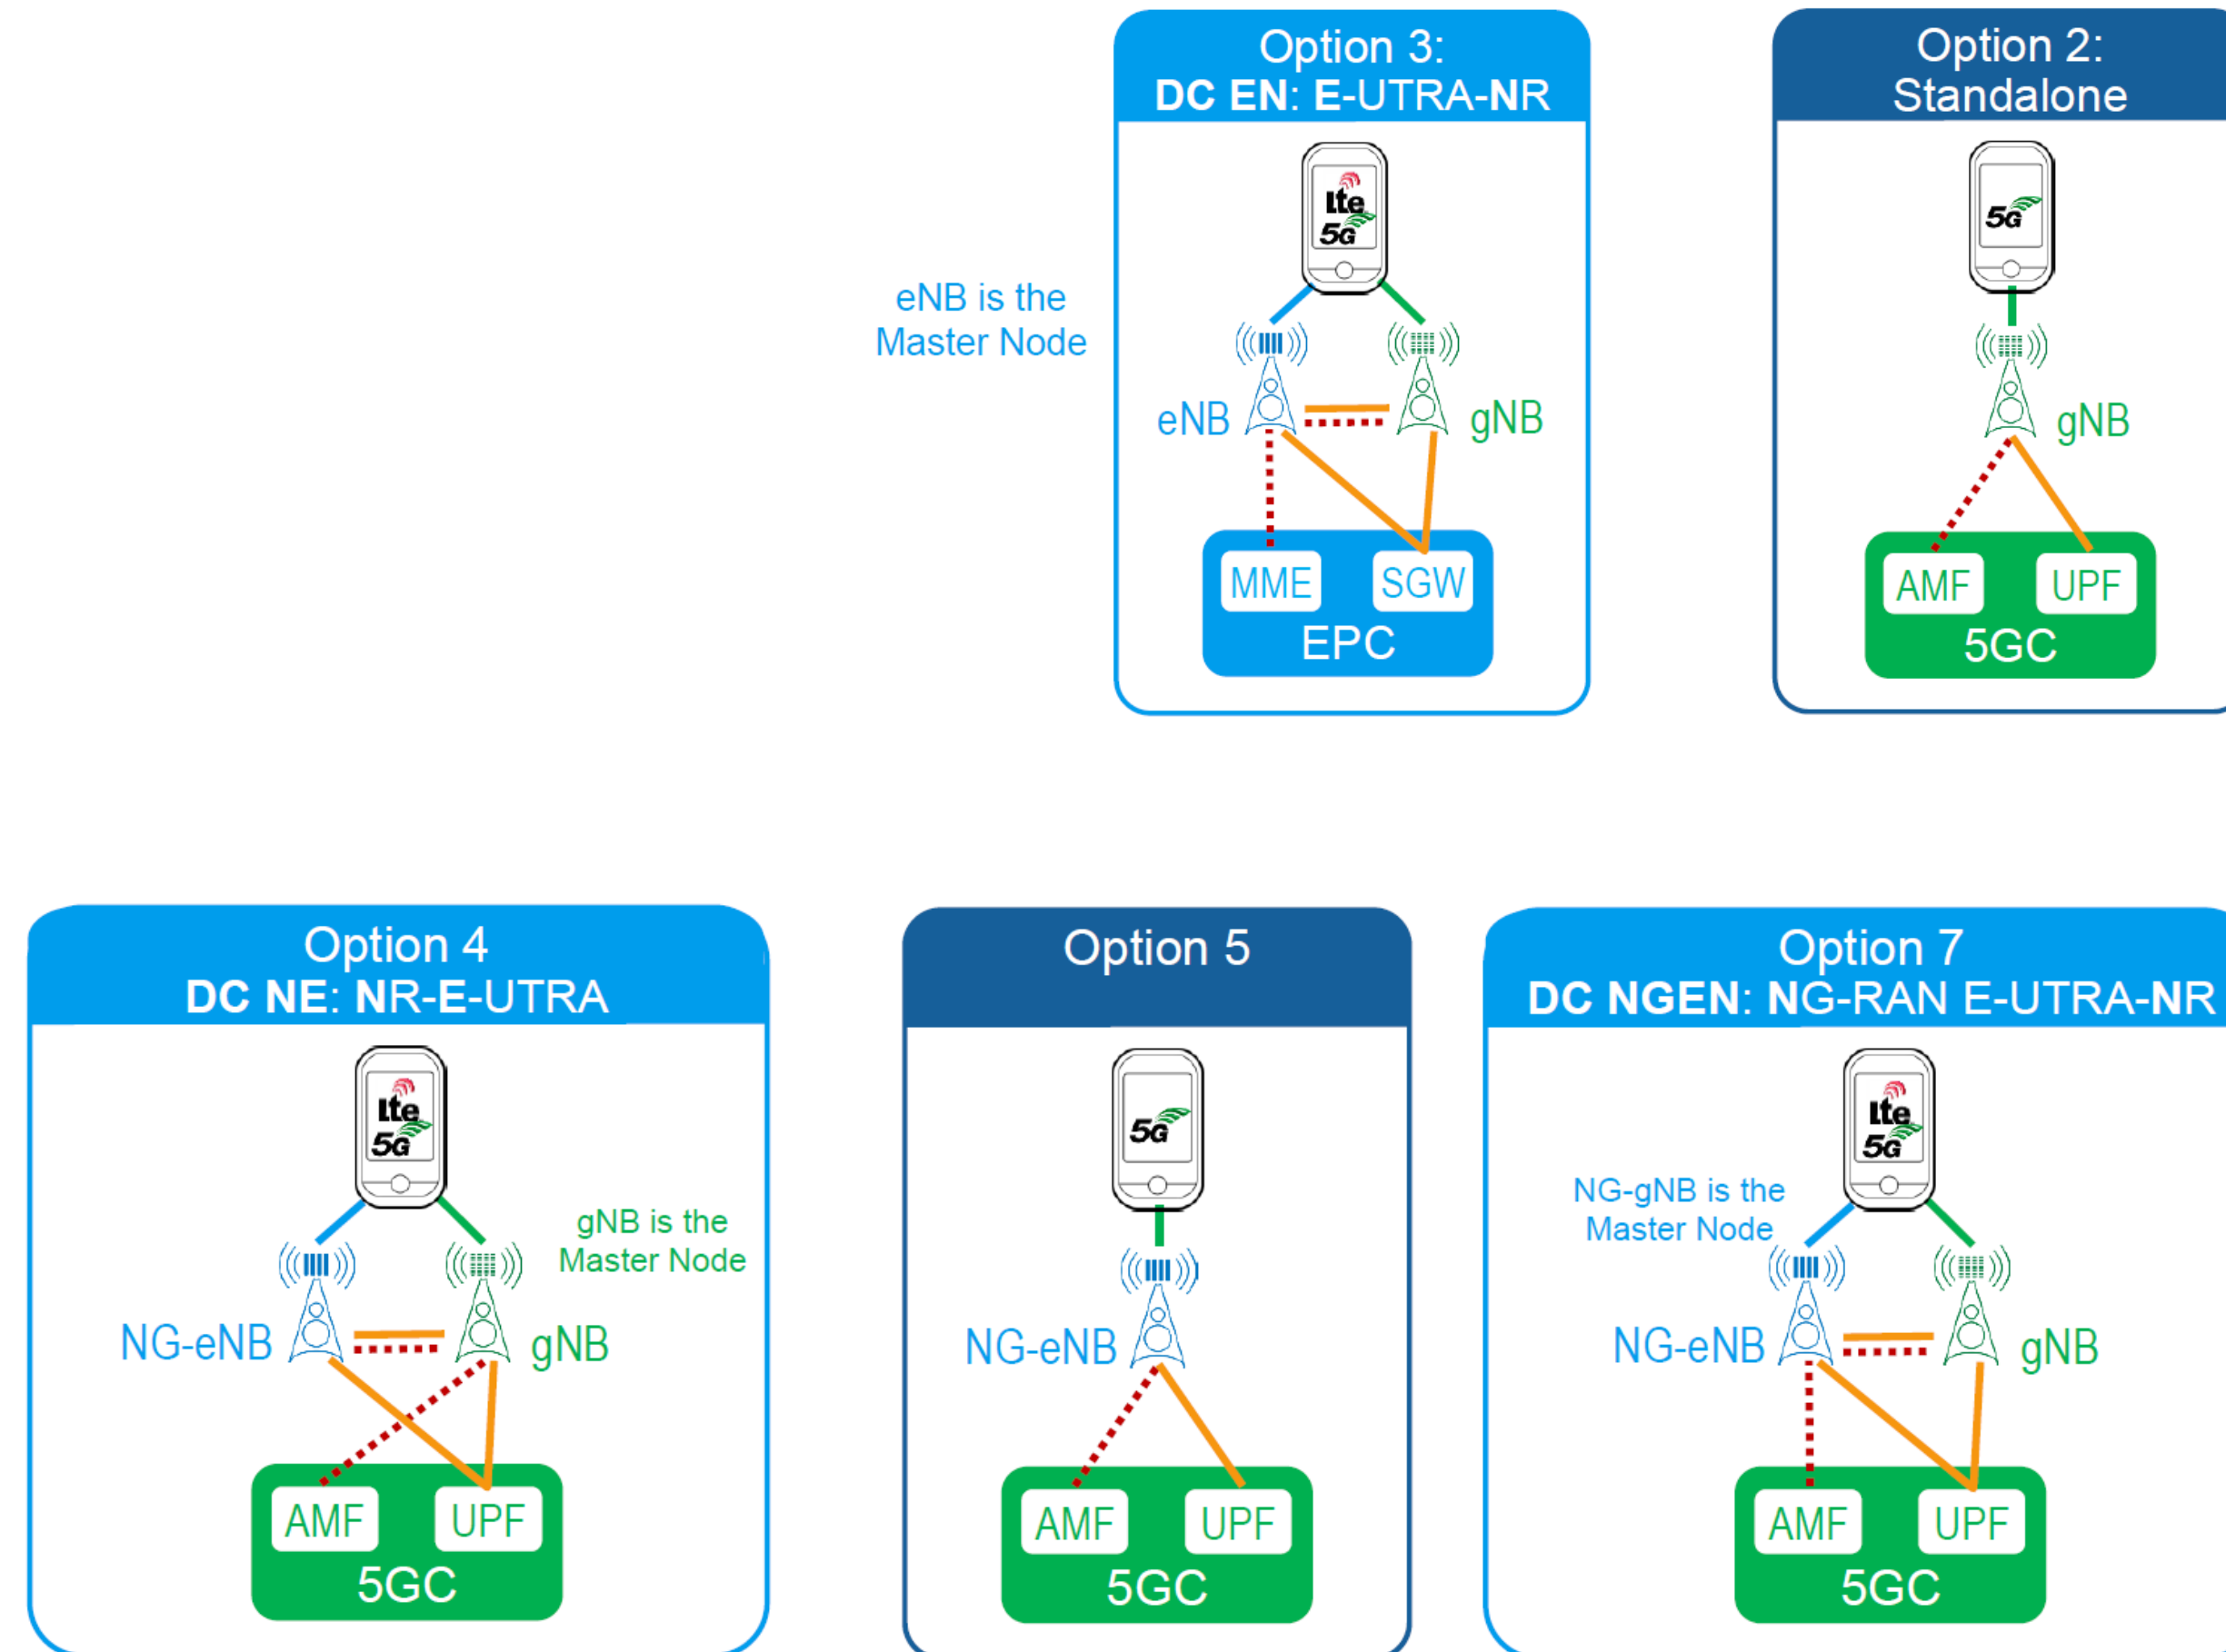 Option 3:
DC EN: E-UTRA-NR
lte
5G
eNB is the
Master Node
eNB
gNB
MME
SGW
EPC
Option 2:
Standalone
5G
gNB
AMF
UPF
5GC
Option 4
DC NE: NR-E-UTRA
lte
5G
gNB is the
Master Node
NG-eNB
gNB
AMF
UPF
5GC
Option 5
5G
NG-eNB
AMF
UPF
5GC
Option 7
DC NGEN: NG-RAN E-UTRA-NR
lte
5G
NG-gNB is the
Master Node
NG-eNB
gNB
AMF
UPF
5GC